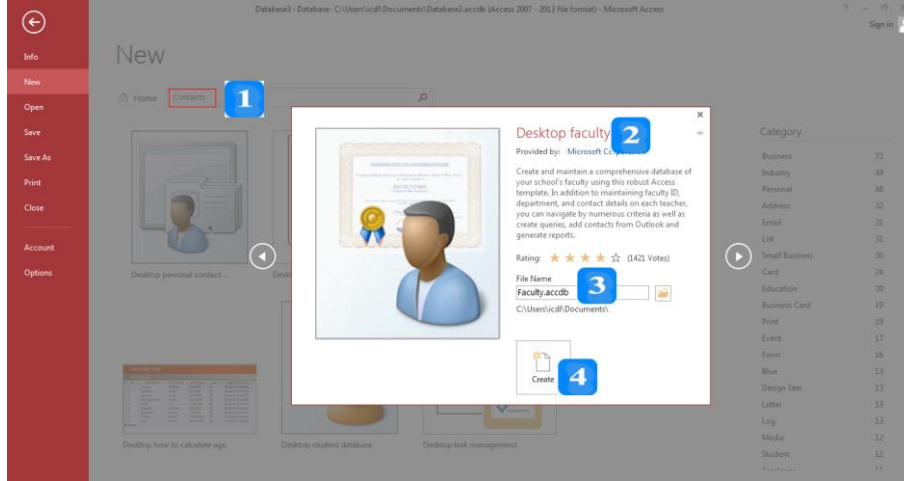 Database3 : Database- C:\Users\icdl\Documents\Database3.accdb (Access 2007 - 2013 file format) - Microsoft Access
?
Sign in
Info
New
Open
Save
Save As
Print
Close
Account
Options
New
Home
Contacts
1
Desktop personal contact ...
Desktop how to calculate age
Desktop student database
Desktop task management
Desktop faculty
2
Provided by: Microsoft
Create and maintain a comprehensive database of
your school's faculty using this robust Access
template. In addition to maintaining faculty ID,
department, and contact details on each teacher,
you can navigate by numerous criteria as well as
create queries, add contacts from Outlook and
generate reports.
Rating: (1421 Votes)
File Name
Faculty.accdb
3
C:\Users\icdl\Documents\
Create
4
Category
Business 72
Industry 49
Personal 48
Address 32
Email 31
List 31
Small Business 30
Card 24
Education 20
Business Card 19
Print 19
Event 17
Form 16
Blue 13
Design Sets 13
Letter 13
Log 13
Media 12
Student 12